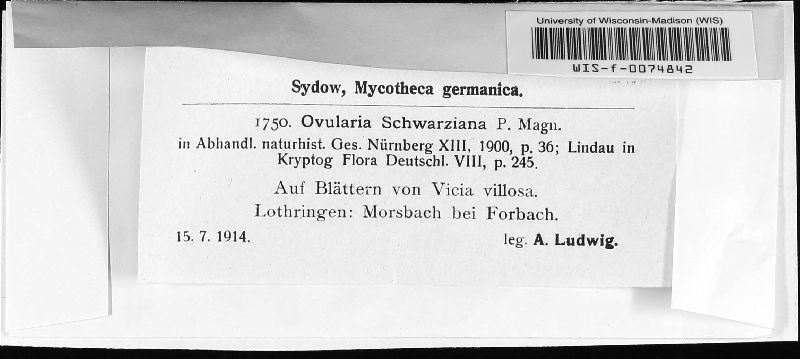 University of Wisconsin-Madison (WIS)
WIS-f-0074842
Sydow, Mycotheca germanica.
1750. Ovularia Schwarziana P. Magn.
in Abhandl. naturhist. Ges. Nürnberg XIII, 1900, p. 36; Lindau in
Kryptog Flora Deutschl. VIII, p. 245.
Auf Blättern von Vicia villosa.
Lothringen: Morsbach bei Forbach.
15. 7. 1914. leg. A. Ludwig.